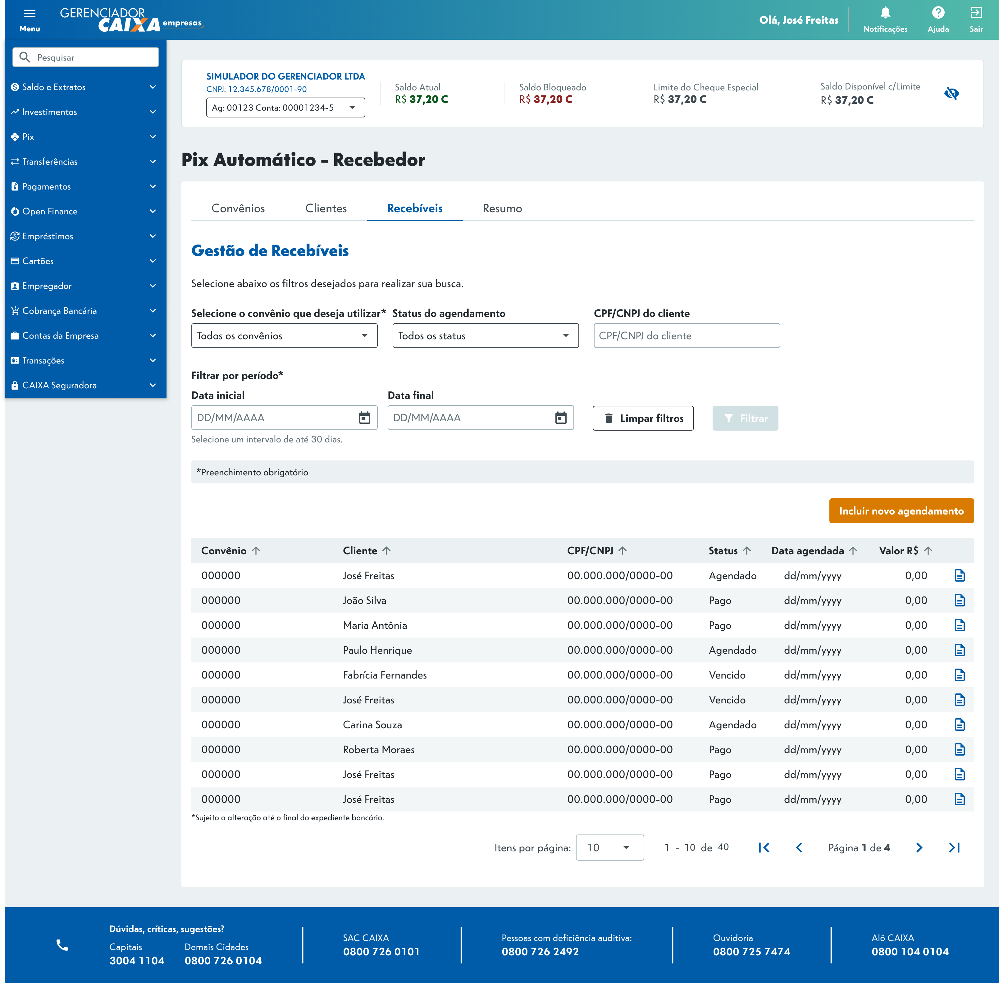 Menu
GERENCIADOR
CAIXA empresas
Olá, José Freitas
Notificações
Ajuda
Sair
Pesquisar
Saldo e Extratos
Investimentos
Pix
Transferências
Pagamentos
Open Finance
Empréstimos
Cartões
Empregador
Cobrança Bancária
Contas da Empresa
Transações
CAIXA Seguradora
SIMULADOR DO GERENCIADOR LTDA
CNPJ: 12.345.678/0001-90
Ag: 00123 Conta: 00001234-5
Saldo Atual
R$ 37,20 C
Saldo Bloqueado
R$ 37,20 C
Limite do Cheque Especial
R$ 37,20 C
Saldo Disponível c/Limite
R$ 37,20 C
Pix Automático - Recebedor
Convênios Clientes Recebíveis Resumo
Gestão de Recebíveis
Selecione abaixo os filtros desejados para realizar sua busca.
Selecione o convênio que deseja utilizar* Status do agendamento CPF/CNPJ do cliente
Todos os convênios Todos os status CPF/CNPJ do cliente
Filtrar por período*
Data inicial Data final
DD/MM/AAAA DD/MM/AAAA Limpar filtros Filtrar
Selecione um intervalo de até 30 dias.
*Preenchimento obrigatório
Incluir novo agendamento
Convênio Cliente CPF/CNPJ Status Data agendada Valor R$
000000 José Freitas 00.000.000/0000-00 Agendado dd/mm/yyyy 0,00
000000 João Silva 00.000.000/0000-00 Pago dd/mm/yyyy 0,00
000000 Maria Antônia 00.000.000/0000-00 Pago dd/mm/yyyy 0,00
000000 Paulo Henrique 00.000.000/0000-00 Agendado dd/mm/yyyy 0,00
000000 Fabrícia Fernandes 00.000.000/0000-00 Vencido dd/mm/yyyy 0,00
000000 José Freitas 00.000.000/0000-00 Vencido dd/mm/yyyy 0,00
000000 Carina Souza 00.000.000/0000-00 Agendado dd/mm/yyyy 0,00
000000 Roberta Moraes 00.000.000/0000-00 Pago dd/mm/yyyy 0,00
000000 José Freitas 00.000.000/0000-00 Pago dd/mm/yyyy 0,00
000000 José Freitas 00.000.000/0000-00 Pago dd/mm/yyyy 0,00
*Sujeito a alteração até o final do expediente bancário.
Itens por página: 10 1 - 10 de 40 Página 1 de 4
Dúvidas, críticas, sugestões?
Capitais Demais Cidades
3004 1104 0800 726 0104
SAC CAIXA
0800 726 0101
Pessoas com deficiência auditiva:
0800 726 2492
Ouvidoria
0800 725 7474
Alô CAIXA
0800 104 0104